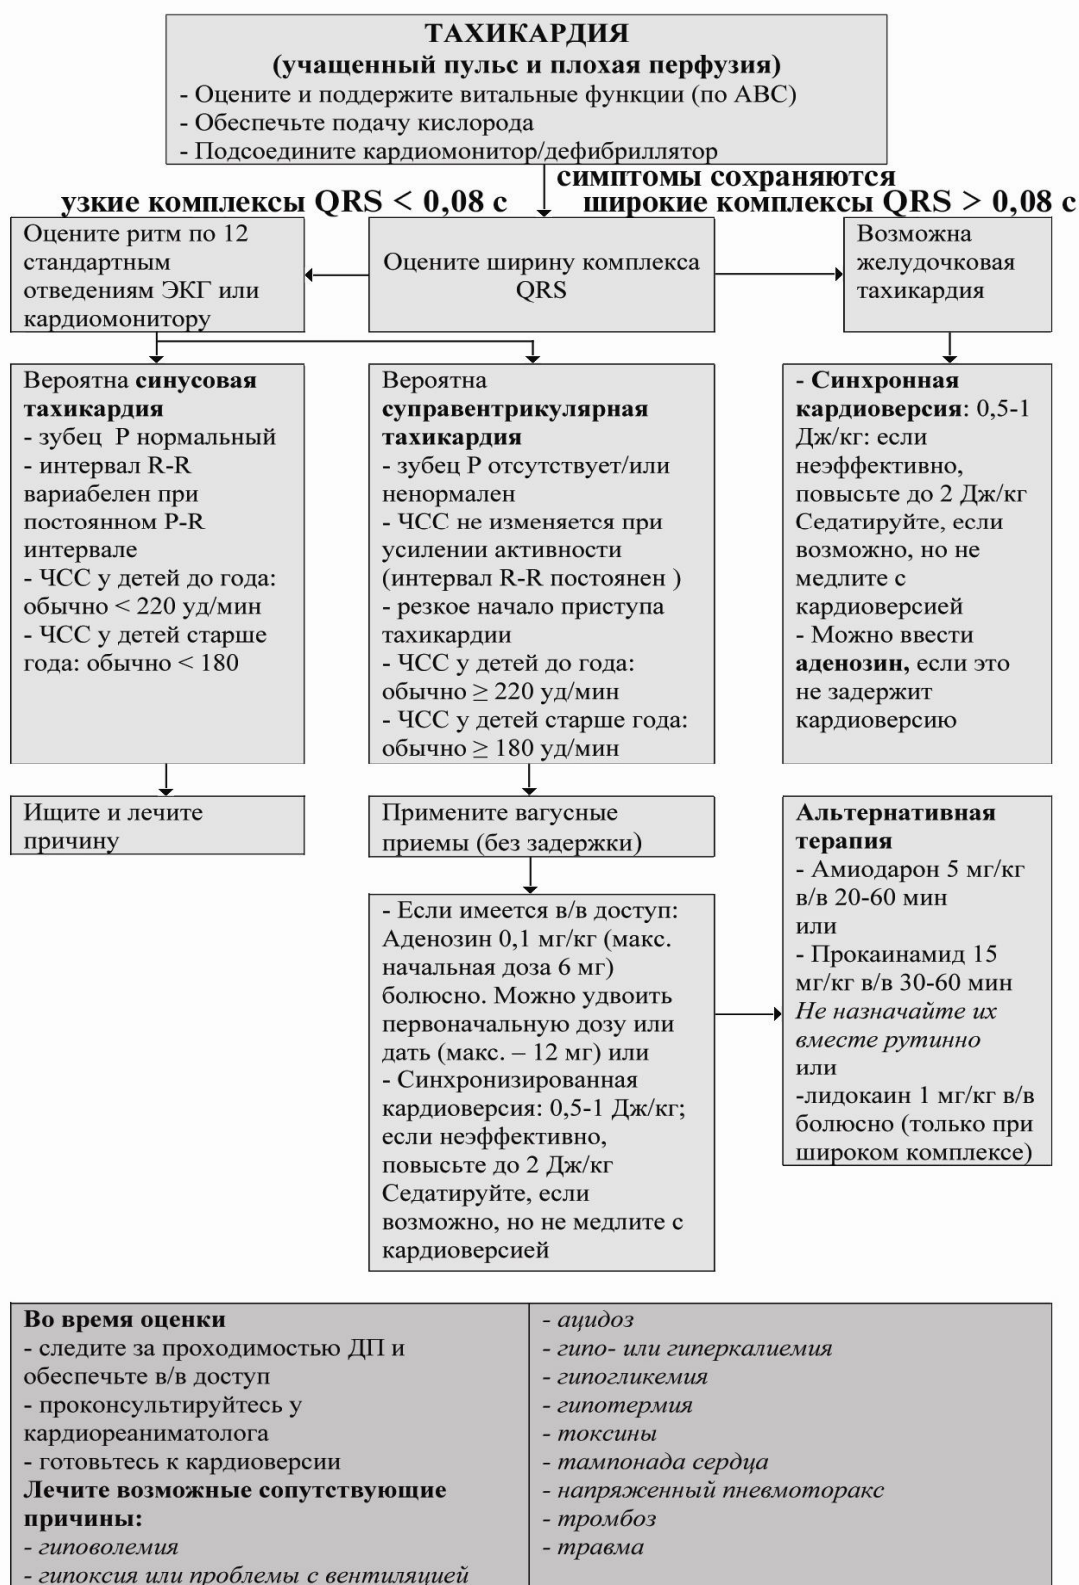 ТАХИКАРДИЯ
(учащенный пульс и плохая перфузия)
- Оцените и поддержите витальные функции (по АВС)
- Обеспечьте подачу кислорода
- Подсоедините кардиомонитор/дефибриллятор
симптомы сохраняются
узкие комплексы QRS < 0,08 с
широкие комплексы QRS > 0,08 с
Оцените ритм по 12
стандартным
отведениям ЭКГ или
кардиомонитору
Оцените ширину комплекса
QRS
Возможна
желудочковая
тахикардия
Вероятна синусовая
тахикардия
- зубец Р нормальный
- интервал R-R
вариабелен при
постоянном P-R
интервале
- ЧСС у детей до года:
обычно < 220 уд/мин
- ЧСС у детей старше
года: обычно < 180
Вероятна
суправентрикулярная
тахикардия
- зубец Р отсутствует/или
ненормален
- ЧСС не изменяется при
усилении активности
(интервал R-R постоянен )
- резкое начало приступа
тахикардии
- ЧСС у детей до года:
обычно ≥ 220 уд/мин
- ЧСС у детей старше года:
обычно ≥ 180 уд/мин
- Синхронная
кардиоверсия: 0,5-1
Дж/кг: если
неэффективно,
повысьте до 2 Дж/кг
Седатируйте, если
возможно, но не
медлите с
кардиоверсией
- Можно ввести
аденозин, если это
не задержит
кардиоверсию
Ищите и лечите
причину
Примените вагусные
приемы (без задержки)
- Если имеется в/в доступ:
Аденозин 0,1 мг/кг (макс.
начальная доза 6 мг)
болюсно. Можно удвоить
первоначальную дозу или
дать (макс. – 12 мг) или
- Синхронизированная
кардиоверсия: 0,5-1 Дж/кг;
если неэффективно,
повысьте до 2 Дж/кг
Седатируйте, если
возможно, но не медлите с
кардиоверсией
Альтернативная
терапия
- Амиодарон 5 мг/кг
в/в 20-60 мин
или
- Прокаинамид 15
мг/кг в/в 30-60 мин
Не назначайте их
вместе рутинно
или
-лидокаин 1 мг/кг в/в
болюсно (только при
широком комплексе)
Во время оценки
- следите за проходимостью ДП и
обеспечьте в/в доступ
- проконсультируйтесь у
кардиореаниматолога
- готовьтесь к кардиоверсии
Лечите возможные сопутствующие
причины:
- гиповолемия
- гипоксия или проблемы с вентиляцией
- ацидоз
- гипо- или гиперкалиемия
- гипогликемия
- гипотермия
- токсины
- тампонада сердца
- напряженный пневмоторакс
- тромбоз
- травма